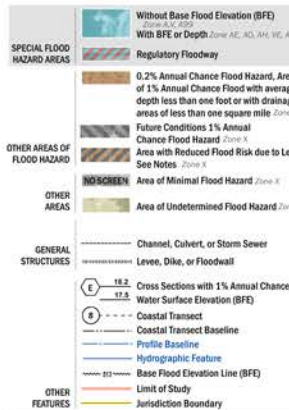 Without Base Flood Elevation (BFE)
Zone A, V, A99
With BFE or Depth Zone AE, AO, AH, VE, A
SPECIAL FLOOD
HAZARD AREAS
Regulatory Floodway
0.2% Annual Chance Flood Hazard, Are
of 1% Annual Chance Flood with averag
depth less than one foot or with drainag
areas of less than one square mile Zone
Future Conditions 1% Annual
Chance Flood Hazard Zone X
OTHER AREAS OF
FLOOD HAZARD
Area with Reduced Flood Risk due to Le
See Notes Zone X
NO SCREEN Area of Minimal Flood Hazard Zone X
OTHER
AREAS
Area of Undetermined Flood Hazard Zon
GENERAL
STRUCTURES
Channel, Culvert, or Storm Sewer
Levee, Dike, or Floodwall
E 18.2 Cross Sections with 1% Annual Chance
17.5 Water Surface Elevation (BFE)
8 Coastal Transect
Coastal Transect Baseline
Profile Baseline
Hydrographic Feature
513 Base Flood Elevation Line (BFE)
OTHER
FEATURES
Limit of Study
Jurisdiction Boundary